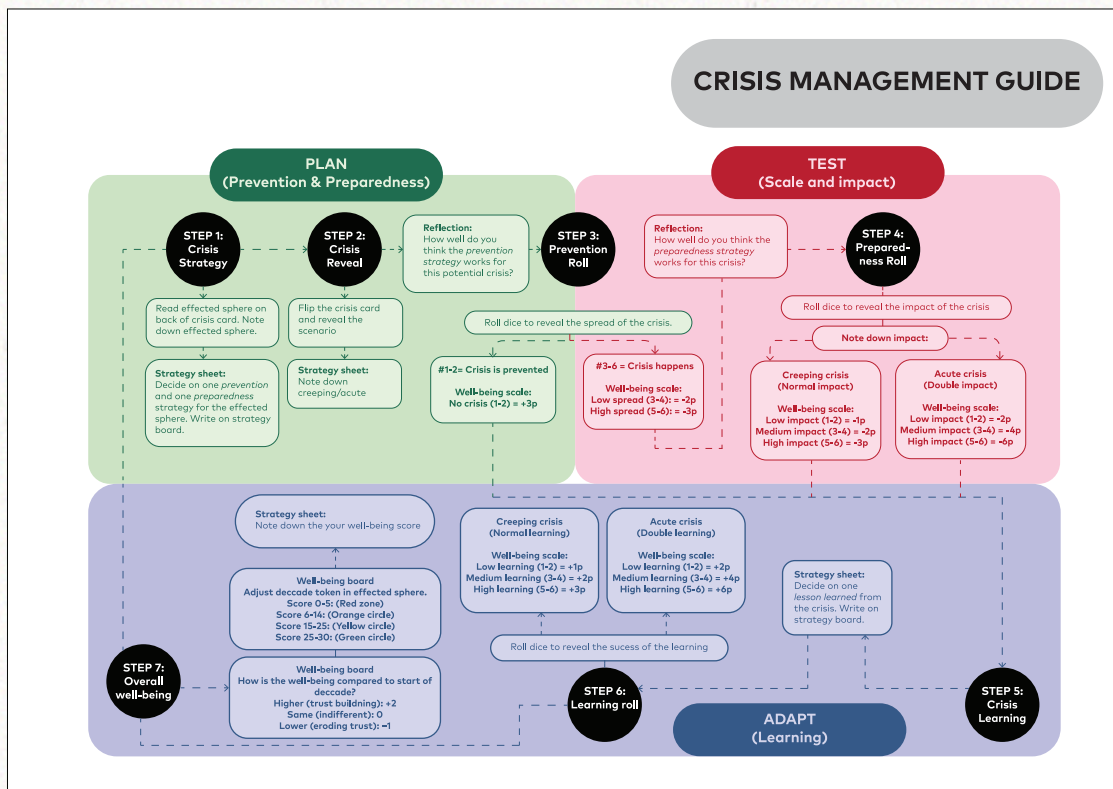 CRISIS MANAGEMENT GUIDE
PLAN
(Prevention & Preparedness)
TEST
(Scale and impact)
STEP 1:
Crisis
Strategy
STEP 2:
Crisis
Reveal
Reflection:
How well do you
think the prevention
strategy works for
this potential crisis?
STEP 3:
Prevention
Roll
Reflection:
How well do you think the
preparedness strategy
works for this crisis?
STEP 4:
Prepared-
ness Roll
Read effected sphere on
back of crisis card. Note
down effected sphere.
Flip the crisis card
and reveal the
scenario
Strategy sheet:
Decide on one prevention
and one preparedness
strategy for the effected
sphere. Write on strategy
board.
Strategy sheet:
Note down
creeping/acute
Roll dice to reveal the spread of the crisis.
#1-2= Crisis is prevented
Well-being scale:
No crisis (1-2) = +3p
#3-6 = Crisis happens
Well-being scale:
Low spread (3-4): = -2p
High spread (5-6): = -3p
Roll dice to reveal the impact of the crisis
Note down impact:
Creeping crisis
(Normal impact)
Well-being scale:
Low impact (1-2) = -1p
Medium impact (3-4) = -2p
High impact (5-6) = -3p
Acute crisis
(Double impact)
Well-being scale:
Low impact (1-2) = -2p
Medium impact (3-4) = -4p
High impact (5-6) = -6p
STEP 5:
Crisis
Learning
Strategy sheet:
Decide on one
lesson learned from
the crisis. Write on
strategy board.
STEP 6:
Learning roll
Roll dice to reveal the sucess of the learning
Creeping crisis
(Normal learning)
Well-being scale:
Low learning (1-2) = +1p
Medium learning (3-4) = +2p
High learning (5-6) = +3p
Acute crisis
(Double learning)
Well-being scale:
Low learning (1-2) = +2p
Medium learning (3-4) = +4p
High learning (5-6) = +6p
STEP 7:
Overall
well-being
Well-being board
How is the well-being compared to start of
deccade?
Higher (trust building): +2
Same (indifferent): 0
Lower (eroding trust): -1
Well-being board
Adjust deccade token in effected sphere.
Score 0-5: (Red zone)
Score 6-14: (Orange circle)
Score 15-25: (Yellow circle)
Score 25-30: (Green circle)
Strategy sheet:
Note down the your well-being score
ADAPT
(Learning)